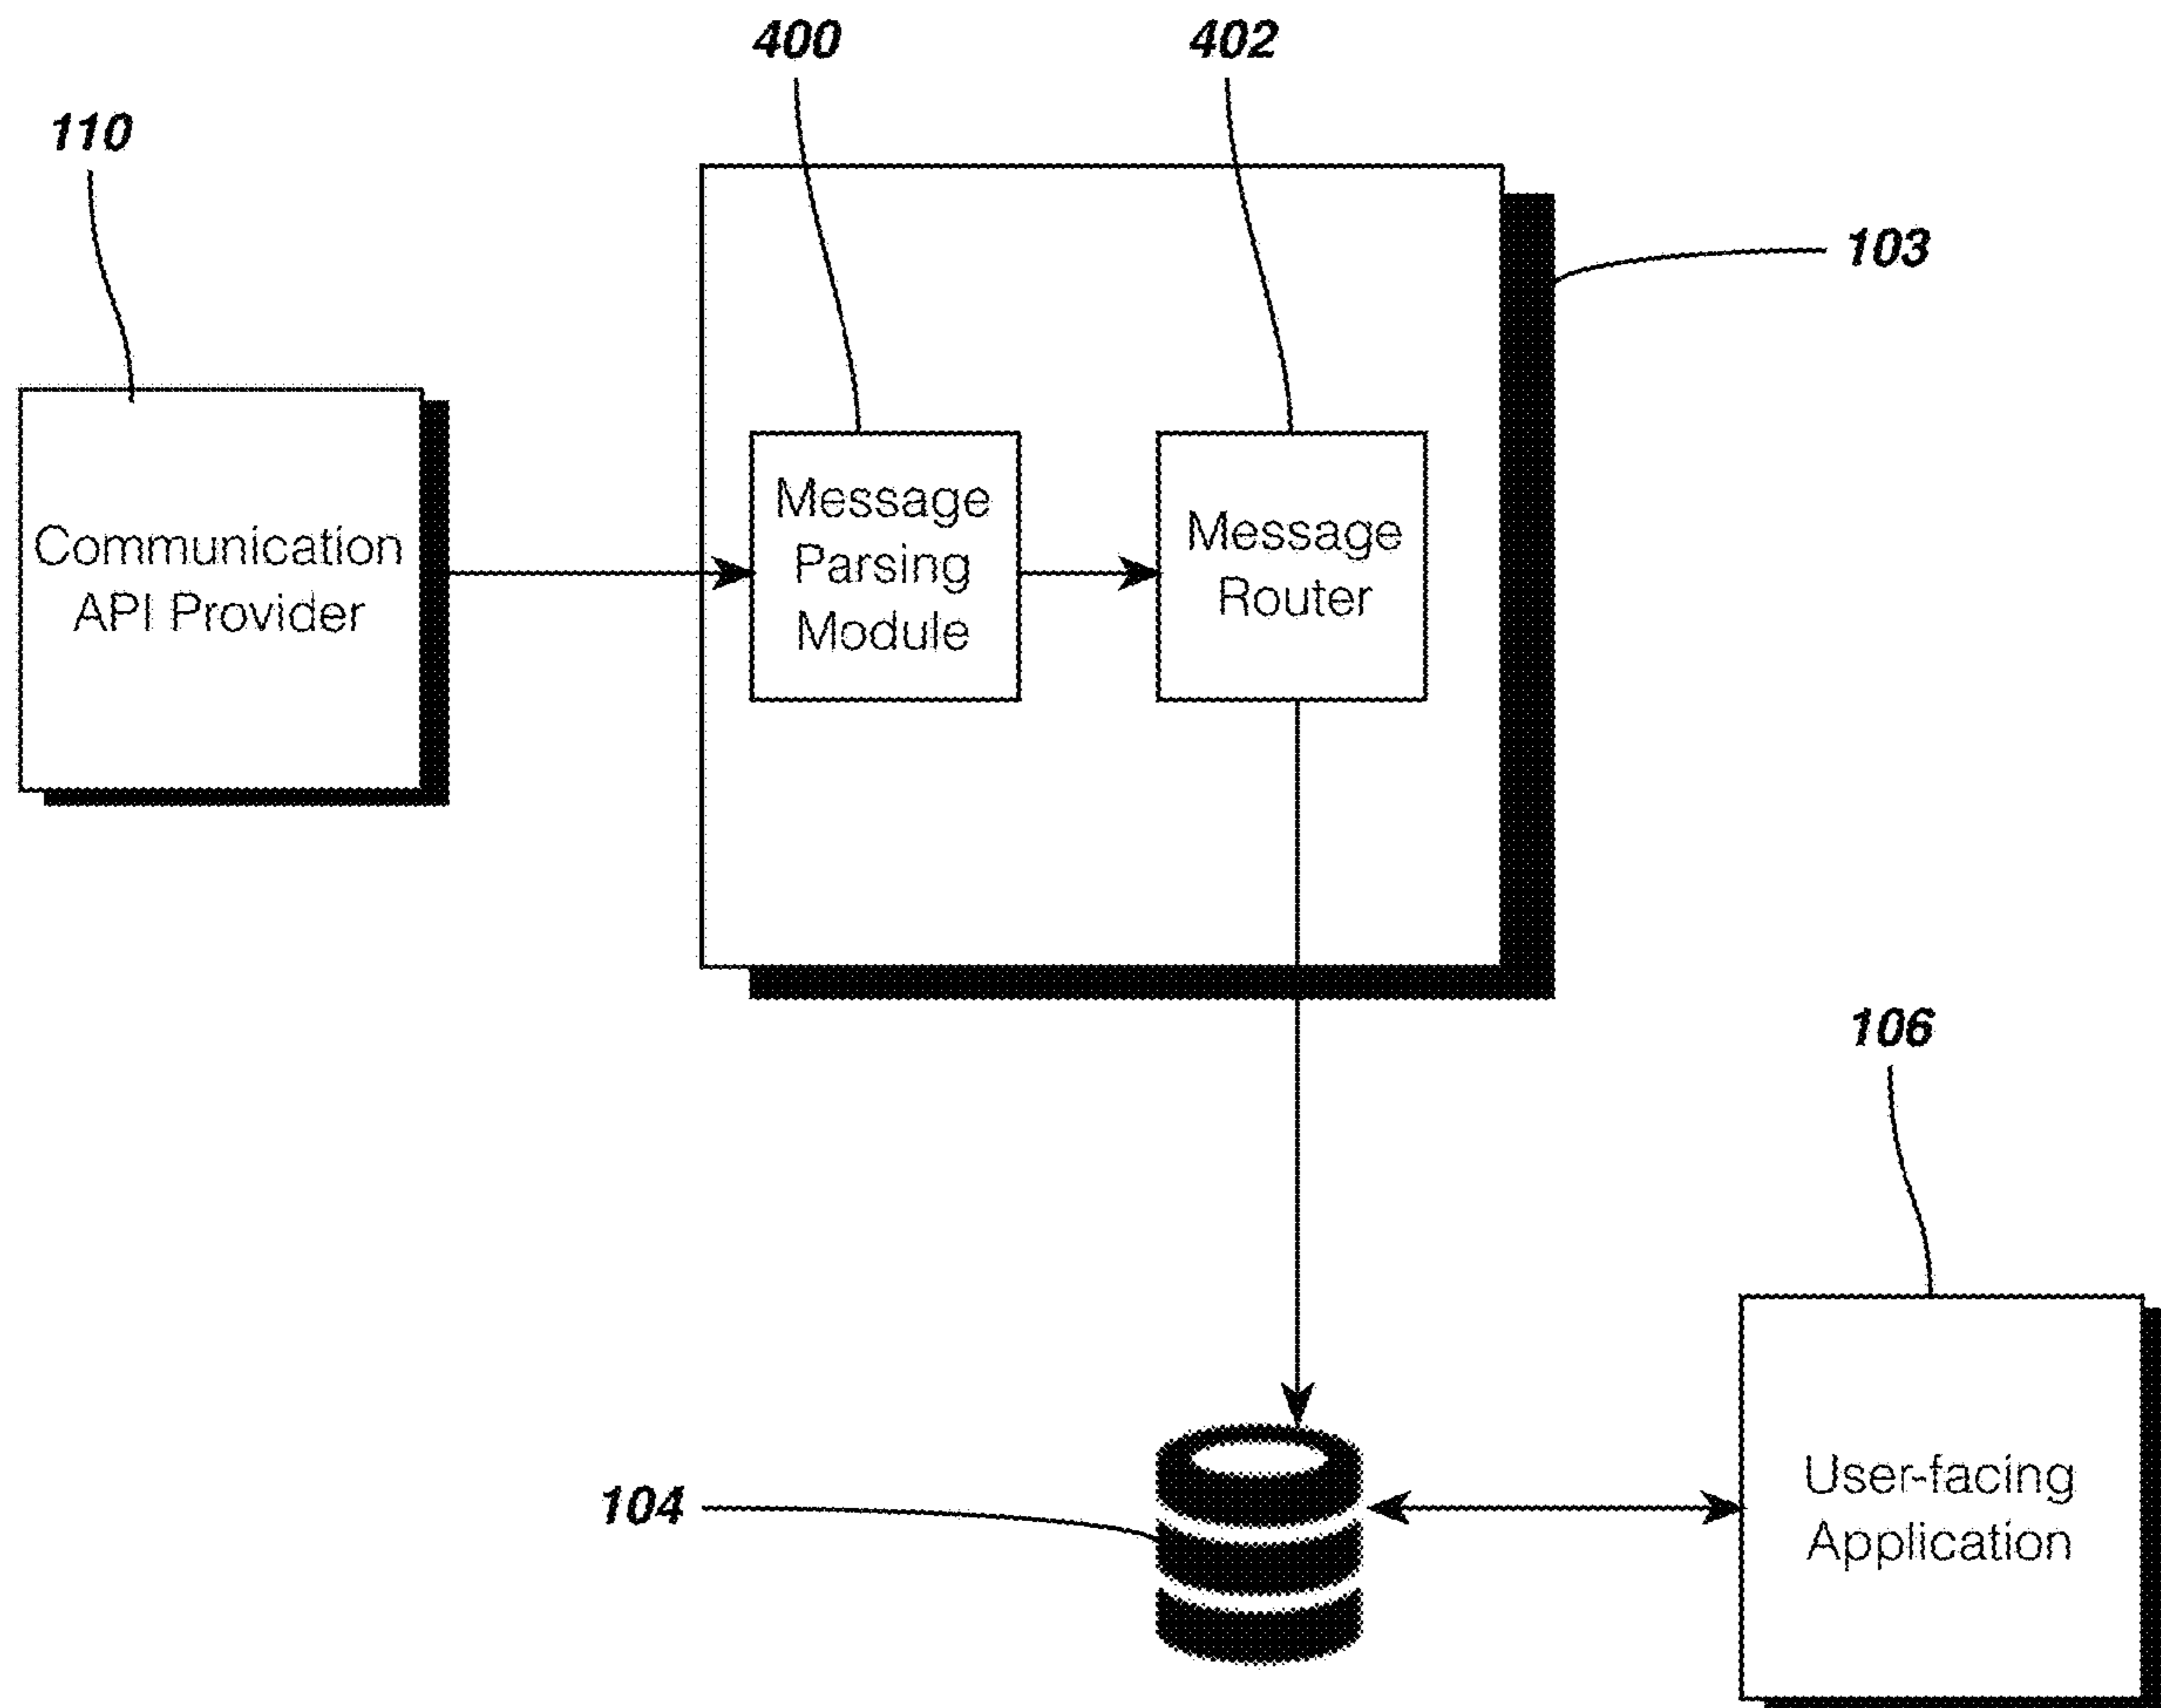 400
402
110
103
Communication
API Provider
Message
Parsing
Module
Message
Router
106
104
User-facing
Application